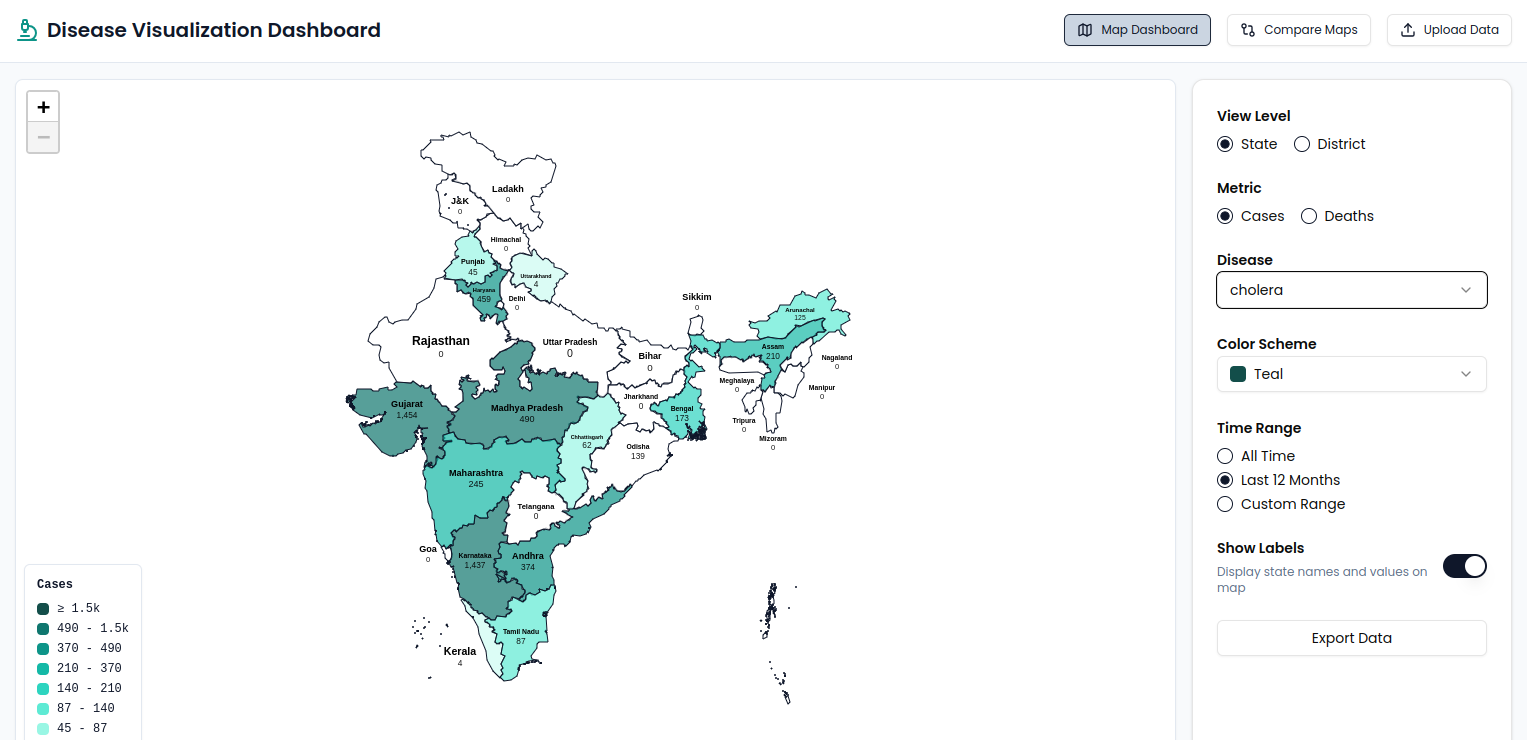 Disease Visualization Dashboard
Map Dashboard
Compare Maps
Upload Data
+
−
Ladakh
0
J&K
0
Himachal
0
Punjab
45
Uttarakhand
4
Haryana
459
Delhi
0
Sikkim
0
Arunachal
125
Rajasthan
0
Uttar Pradesh
0
Bihar
0
Assam
210
Nagaland
0
Meghalaya
0
Manipur
0
Gujarat
1,454
Madhya Pradesh
490
Jharkhand
0
Bengal
173
Tripura
0
Mizoram
0
Chhattisgarh
62
Odisha
139
Maharashtra
245
Telangana
0
Goa
0
Karnataka
1,437
Andhra
374
Tamil Nadu
87
Kerala
4
Cases
≥ 1.5k
490 - 1.5k
370 - 490
210 - 370
140 - 210
87 - 140
45 - 87
View Level
State
District
Metric
Cases
Deaths
Disease
cholera
Color Scheme
Teal
Time Range
All Time
Last 12 Months
Custom Range
Show Labels
Display state names and values on
map
Export Data